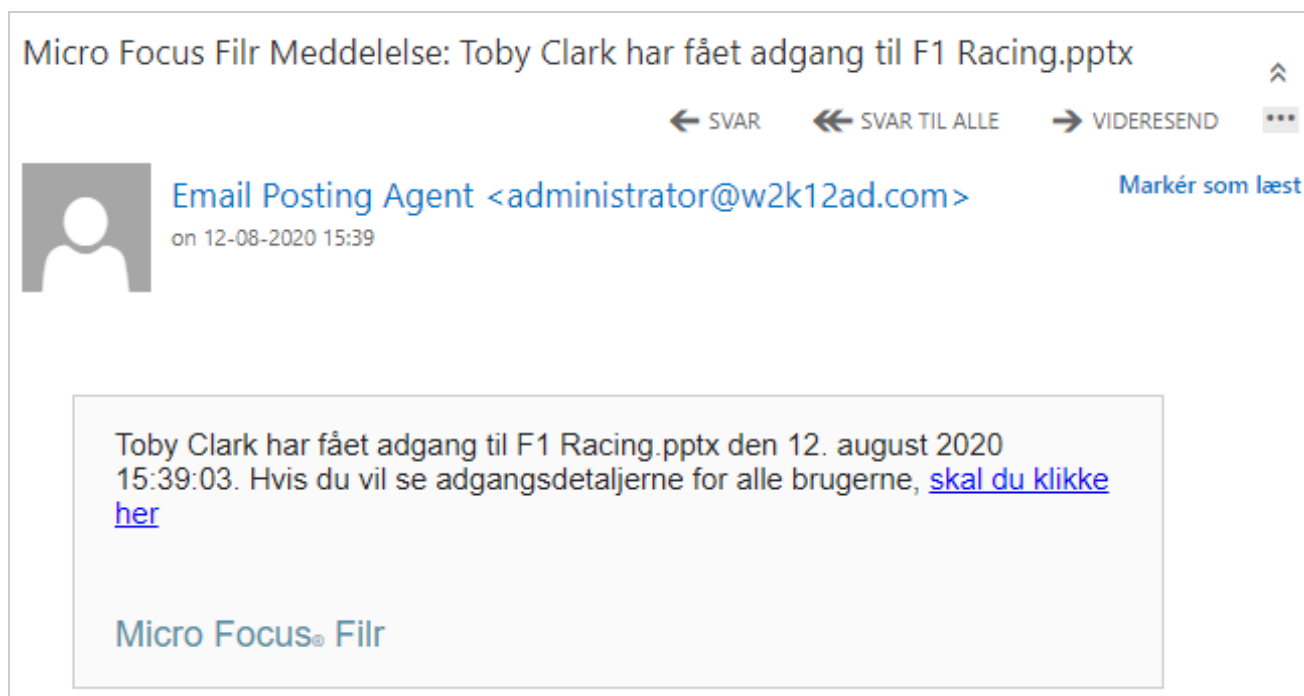 Micro Focus Filr Meddelelse: Toby Clark har fået adgang til F1 Racing.pptx
SVAR SVAR TIL ALLE VIDERESEND
Email Posting Agent <administrator@w2k12ad.com> Markér som læst
on 12-08-2020 15:39
Toby Clark har fået adgang til F1 Racing.pptx den 12. august 2020
15:39:03. Hvis du vil se adgangsdetaljerne for alle brugerne, skal du klikke
her
Micro Focus® Filr